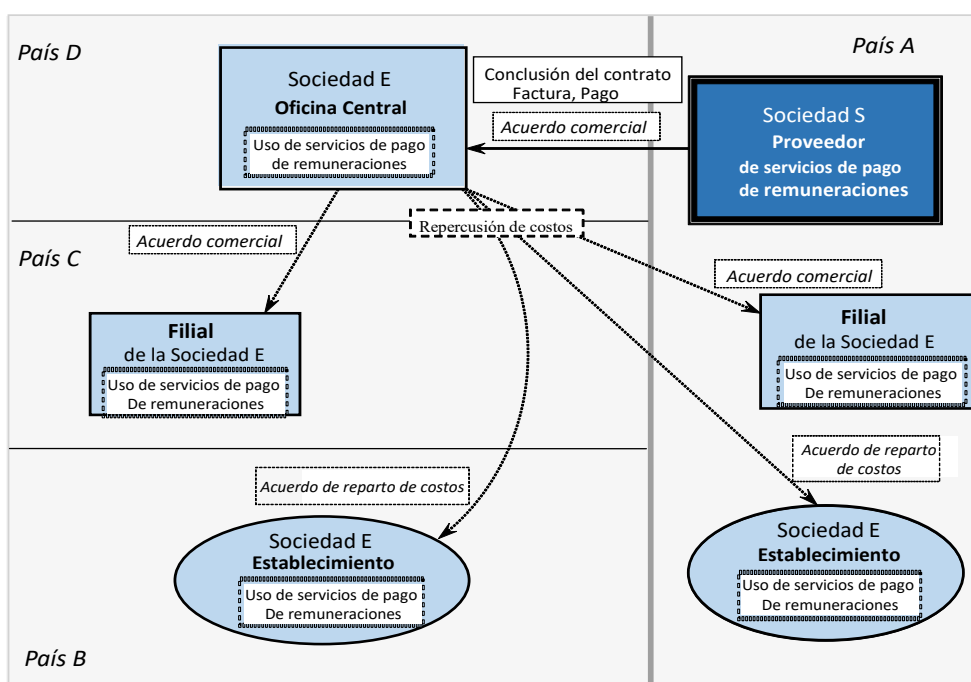 País D
País A
Sociedad E
Oficina Central
Uso de servicios de pago
de remuneraciones
Conclusión del contrato
Factura, Pago
Acuerdo comercial
Sociedad S
Proveedor
de servicios de pago
de remuneraciones
Repercusión de costos
País C
Acuerdo comercial
Acuerdo comercial
Filial
de la Sociedad E
Uso de servicios de pago
De remuneraciones
Filial
de la Sociedad E
Uso de servicios de pago
De remuneraciones
Acuerdo de reparto de costos
Acuerdo de reparto
de costos
Sociedad E
Establecimiento
Uso de servicios de pago
De remuneraciones
Sociedad E
Establecimiento
Uso de servicios de pago
De remuneraciones
País B